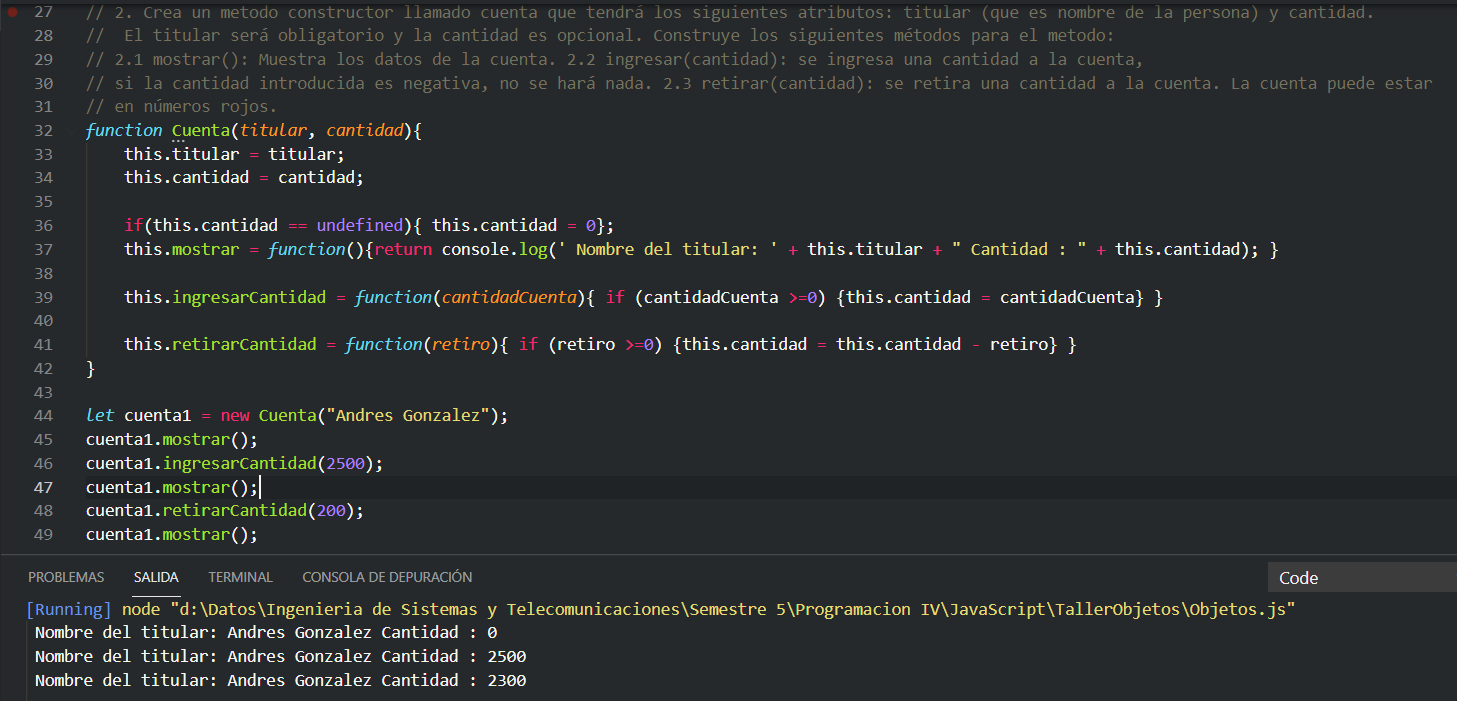 27 // 2. Crea un metodo constructor llamado cuenta que tendrá los siguientes atributos: titular (que es nombre de la persona) y cantidad.
28 //  El titular será obligatorio y la cantidad es opcional. Construye los siguientes métodos para el metodo:
29 // 2.1 mostrar(): Muestra los datos de la cuenta. 2.2 ingresar(cantidad): se ingresa una cantidad a la cuenta,
30 // si la cantidad introducida es negativa, no se hará nada. 2.3 retirar(cantidad): se retira una cantidad a la cuenta. La cuenta puede estar
31 // en números rojos.
32 function Cuenta(titular, cantidad){
33     this.titular = titular;
34     this.cantidad = cantidad;
35
36     if(this.cantidad == undefined){ this.cantidad = 0};
37     this.mostrar = function(){return console.log(' Nombre del titular: ' + this.titular + " Cantidad : " + this.cantidad); }
38
39     this.ingresarCantidad = function(cantidadCuenta){ if (cantidadCuenta >=0) {this.cantidad = cantidadCuenta} }
40
41     this.retirarCantidad = function(retiro){ if (retiro >=0) {this.cantidad = this.cantidad - retiro} }
42 }
43
44 let cuenta1 = new Cuenta("Andres Gonzalez");
45 cuenta1.mostrar();
46 cuenta1.ingresarCantidad(2500);
47 cuenta1.mostrar();
48 cuenta1.retirarCantidad(200);
49 cuenta1.mostrar();
PROBLEMAS SALIDA TERMINAL CONSOLA DE DEPURACIÓN Code
[Running] node "d:\Datos\Ingenieria de Sistemas y Telecomunicaciones\Semestre 5\Programacion IV\JavaScript\TallerObjetos\Objetos.js"
Nombre del titular: Andres Gonzalez Cantidad : 0
Nombre del titular: Andres Gonzalez Cantidad : 2500
Nombre del titular: Andres Gonzalez Cantidad : 2300